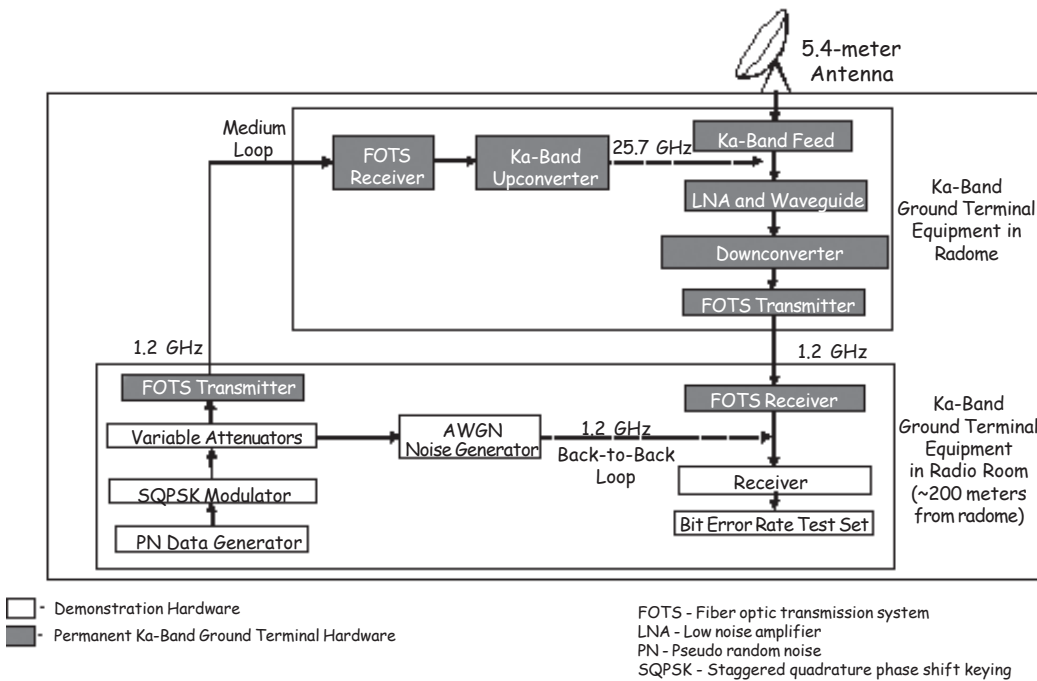 5.4-meter
Antenna
Medium
Loop
FOTS
Receiver
Ka-Band
Upconverter
25.7 GHz
Ka-Band Feed
LNA and Waveguide
Downconverter
FOTS Transmitter
Ka-Band
Ground Terminal
Equipment in
Radome
1.2 GHz
1.2 GHz
FOTS Transmitter
Variable Attenuators
SQPSK Modulator
PN Data Generator
AWGN
Noise Generator
1.2 GHz
Back-to-Back
Loop
FOTS Receiver
Receiver
Bit Error Rate Test Set
Ka-Band
Ground Terminal
Equipment
in Radio Room
(~200 meters
from radome)
- Demonstration Hardware
- Permanent Ka-Band Ground Terminal Hardware
FOTS - Fiber optic transmission system
LNA - Low noise amplifier
PN - Pseudo random noise
SQPSK - Staggered quadrature phase shift keying